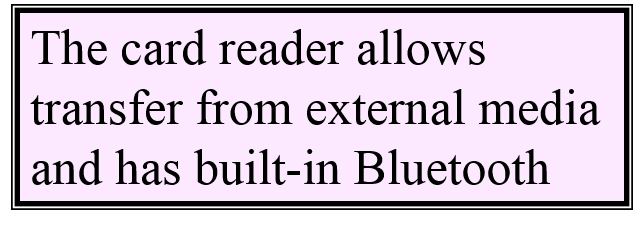 The card reader allows
transfer from external media
and has built-in Bluetooth